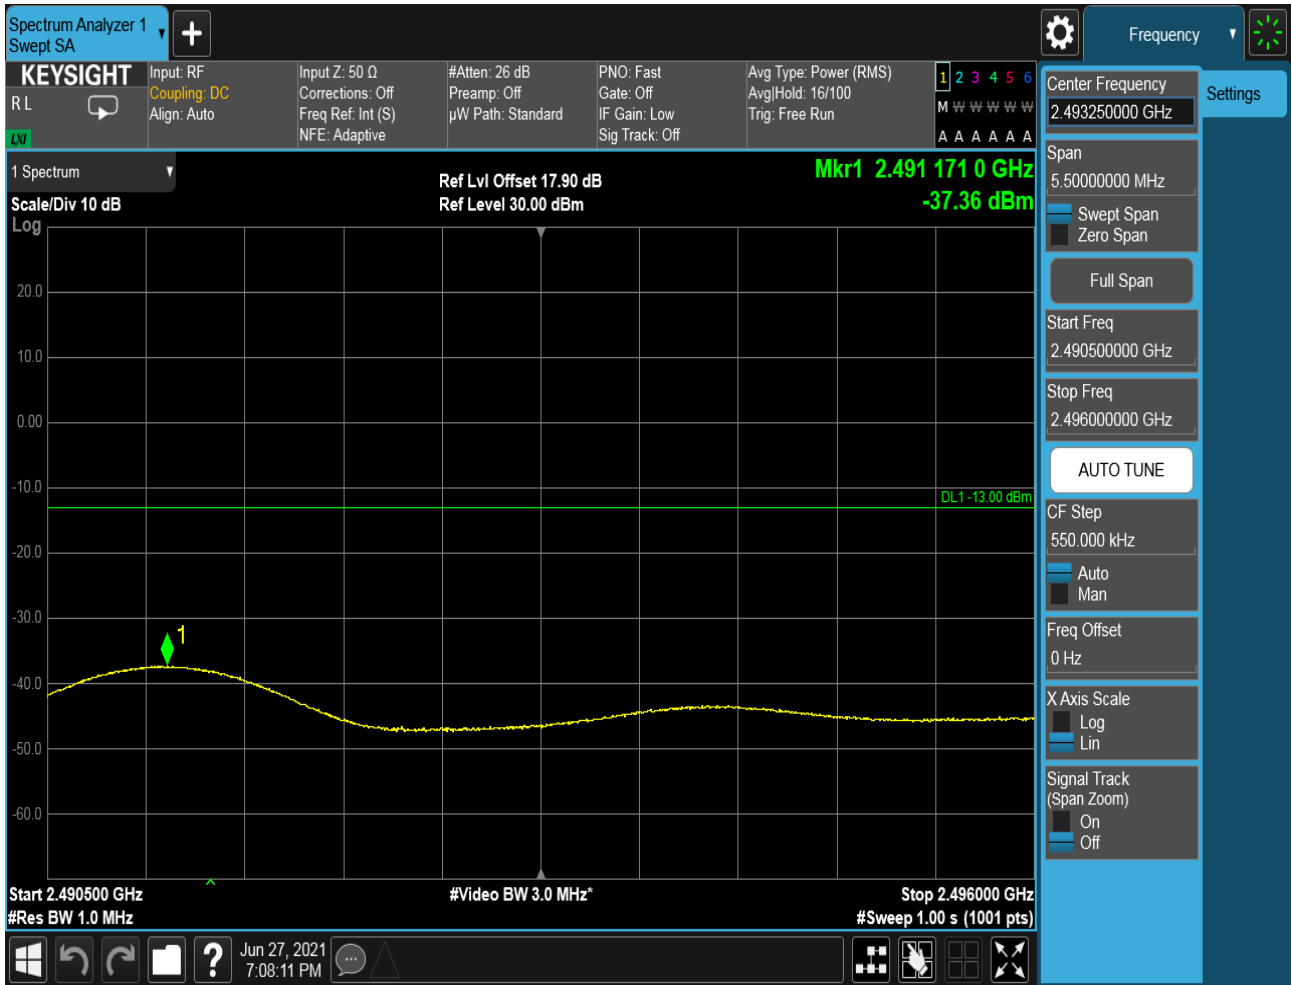 Spectrum Analyzer 1
Swept SA
Frequency
KEYSIGHT
R L
LXI
Input: RF
Coupling: DC
Align: Auto
Input Z: 50 Ω
Corrections: Off
Freq Ref: Int (S)
NFE: Adaptive
#Atten: 26 dB
Preamp: Off
µW Path: Standard
PNO: Fast
Gate: Off
IF Gain: Low
Sig Track: Off
Avg Type: Power (RMS)
Avg|Hold: 16/100
Trig: Free Run
1 2 3 4 5 6
M W W W W W
A A A A A A
1 Spectrum
Scale/Div 10 dB
Log
Ref Lvl Offset 17.90 dB
Ref Level 30.00 dBm
Mkr1 2.491 171 0 GHz
-37.36 dBm
20.0
10.0
0.00
-10.0
-20.0
-30.0
-40.0
-50.0
-60.0
DL1 -13.00 dBm
1
Start 2.490500 GHz
#Res BW 1.0 MHz
#Video BW 3.0 MHz*
Stop 2.496000 GHz
#Sweep 1.00 s (1001 pts)
Center Frequency
2.493250000 GHz
Settings
Span
5.50000000 MHz
Swept Span
Zero Span
Full Span
Start Freq
2.490500000 GHz
Stop Freq
2.496000000 GHz
AUTO TUNE
CF Step
550.000 kHz
Auto
Man
Freq Offset
0 Hz
X Axis Scale
Log
Lin
Signal Track
(Span Zoom)
On
Off
?
Jun 27, 2021
7:08:11 PM